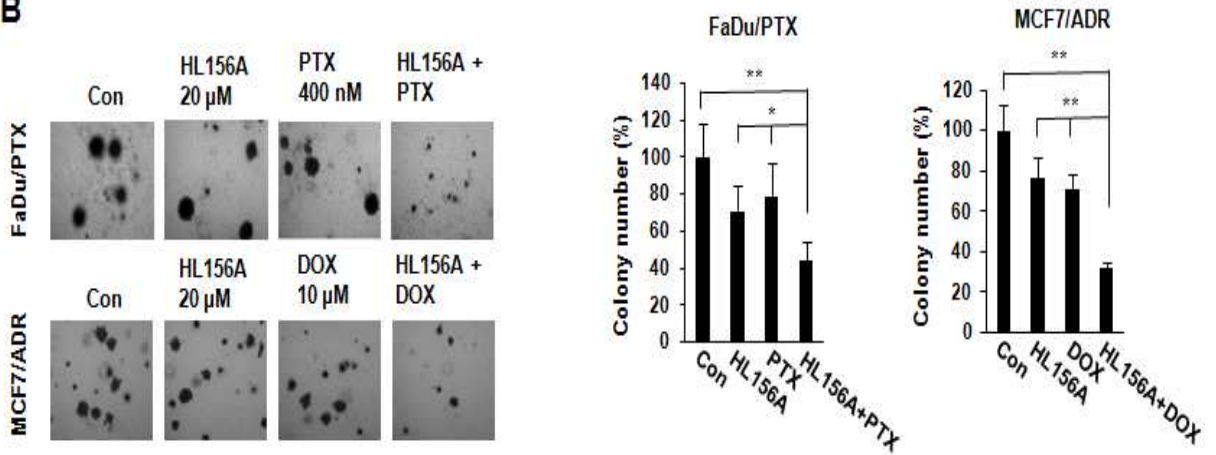 B
Con
HL156A
20 µM
PTX
400 nM
HL156A +
PTX
FaDu/PTX
HL156A
20 µM
DOX
10 µM
HL156A +
DOX
Con
MCF7/ADR
FaDu/PTX
Colony number (%)
140
120
100
80
60
40
20
0
**
*
Con
HL156A
PTX
HL156A+PTX
MCF7/ADR
Colony number (%)
120
100
80
60
40
20
0
**
**
Con
HL156A
DOX
HL156A+DOX